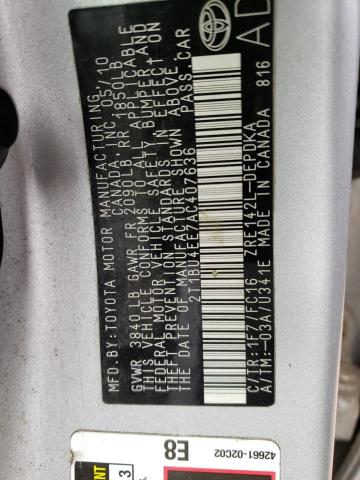 MFD.BY:TOYOTA MOTOR MANUFACTURING
CANADA, INC 05/10
GVWR 3840 LB GAWR FR 2090LB, RR 1850LB
THIS VEHICLE CONFORMS TO ALL APPLICABLE
FEDERAL MOTOR VEHICLE SAFETY BUMPER, AND
THEFT PREVENTION STANDARDS IN EFFECT ON
THE DATE OF MANUFACTURE SHOWN ABOVE.
2T1BU4EE7AC407636 PASS.CAR
C/TR: 1F7 /FC16 ZRE142L-DEPDKA
A/TM:-03A/U341E MADE IN CANADA 816
TOYOTA
AD
42661-02C02
E8
3